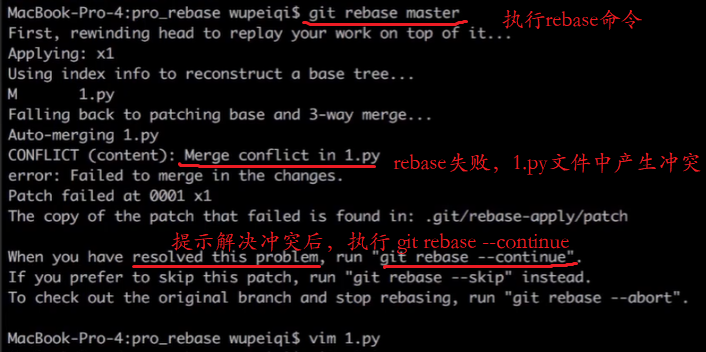 MacBook-Pro-4:pro_rebase wupeiqi$ git rebase master
执行rebase命令
First, rewinding head to replay your work on top of it...
Applying: x1
Using index info to reconstruct a base tree...
M       1.py
Falling back to patching base and 3-way merge...
Auto-merging 1.py
CONFLICT (content): Merge conflict in 1.py
rebase失败，1.py文件中产生冲突
error: Failed to merge in the changes.
Patch failed at 0001 x1
The copy of the patch that failed is found in: .git/rebase-apply/patch
提示解决冲突后，执行 git rebase --continue
When you have resolved this problem, run "git rebase --continue".
If you prefer to skip this patch, run "git rebase --skip" instead.
To check out the original branch and stop rebasing, run "git rebase --abort".
MacBook-Pro-4:pro_rebase wupeiqi$ vim 1.py